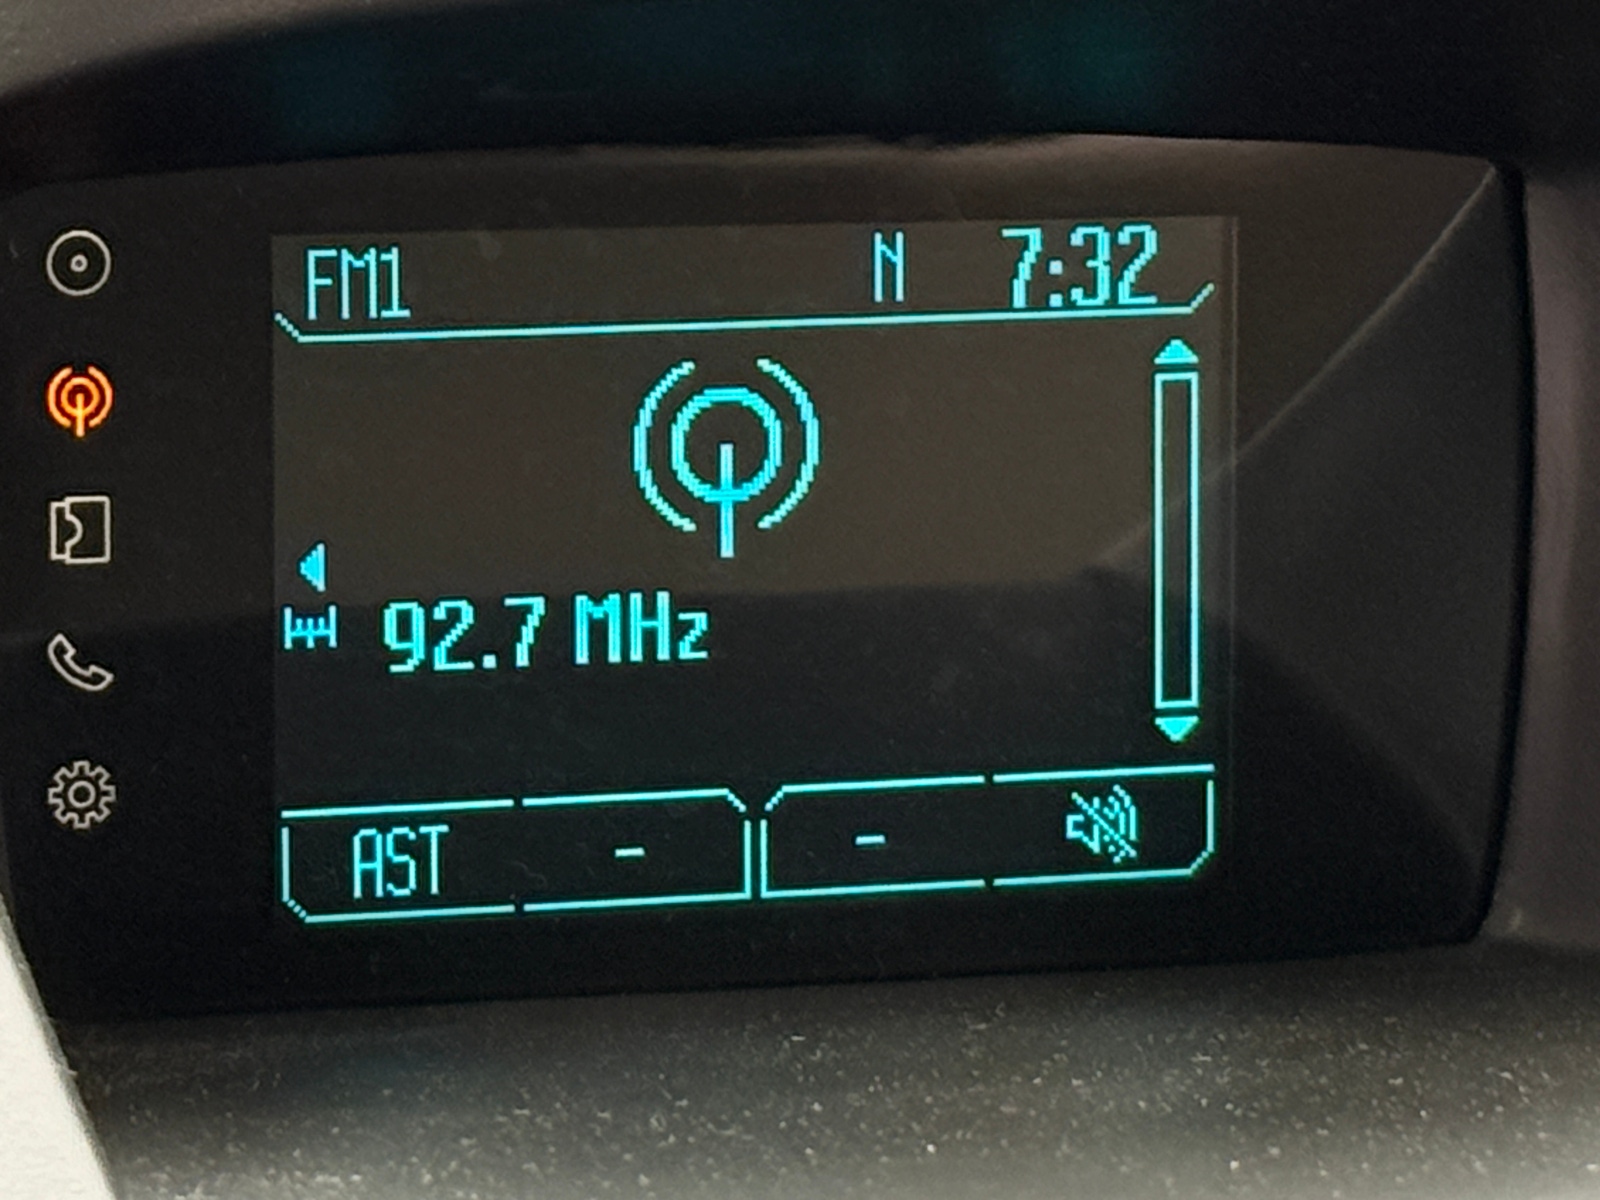 FM1 N 7:32
92.7 MHz
AST - -